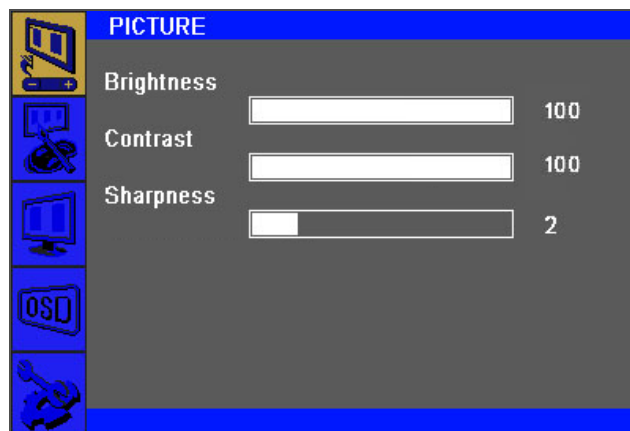 PICTURE
Brightness
100
Contrast
100
Sharpness
2
OSD